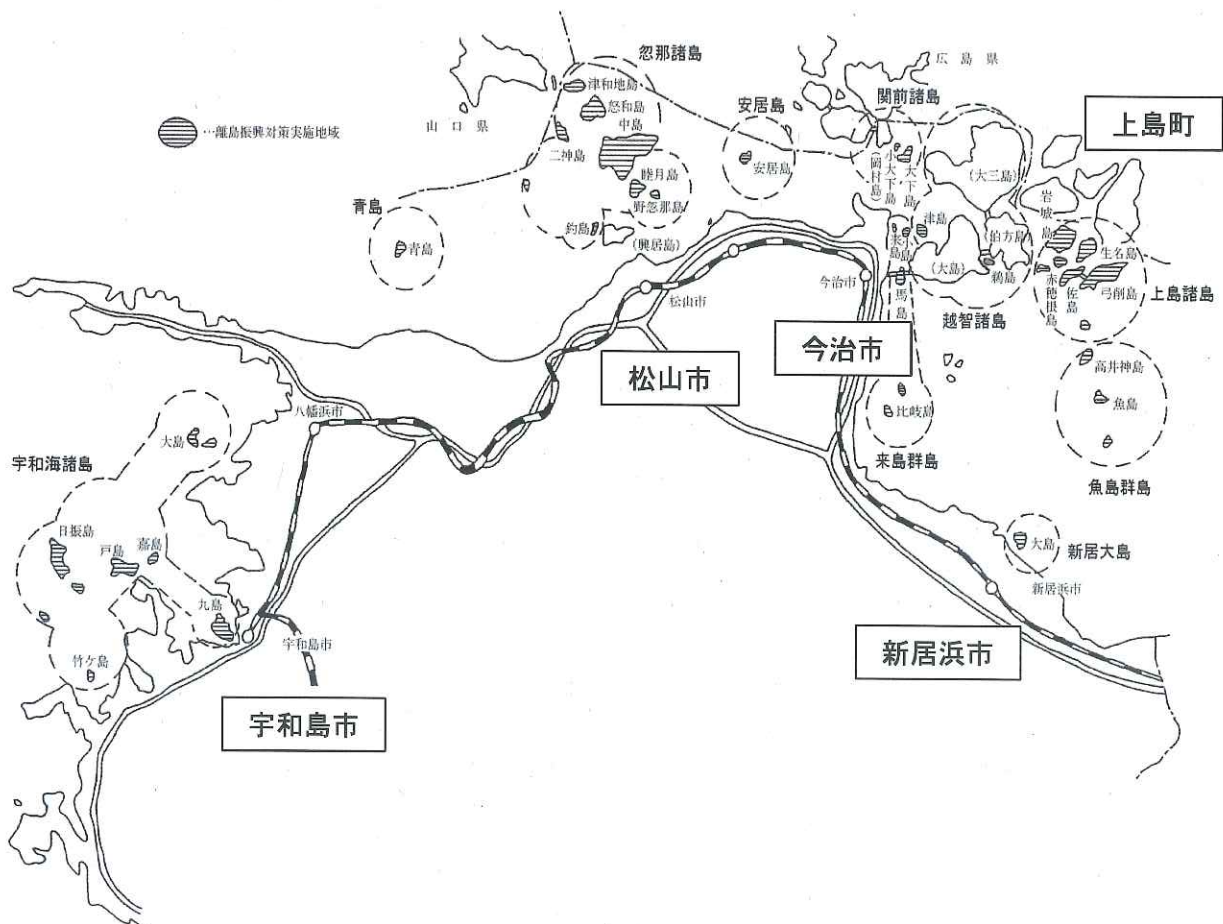 忽那諸島
広島県
津和地島
関前諸島
安居島
上島町
怒和島
…離島振興対策実施地域
山口県
中島
二神島
安居島
小大下島
大下島
(岡村島)
(大三島)
睦月島
岩城島
野忽那島
青島
津島
(伯方島)
釣島
来島
生名島
青島
(興居島)
(大島)
鵜島
赤穂根島
佐島
弓削島
上島諸島
今治市
馬島
松山市
越智諸島
今治市
高井神島
松山市
魚島
比岐島
八幡浜市
大島
来島群島
宇和海諸島
魚島群島
日振島
戸島
嘉島
大島
新居大島
新居浜市
九島
宇和島市
新居浜市
竹ケ島
宇和島市